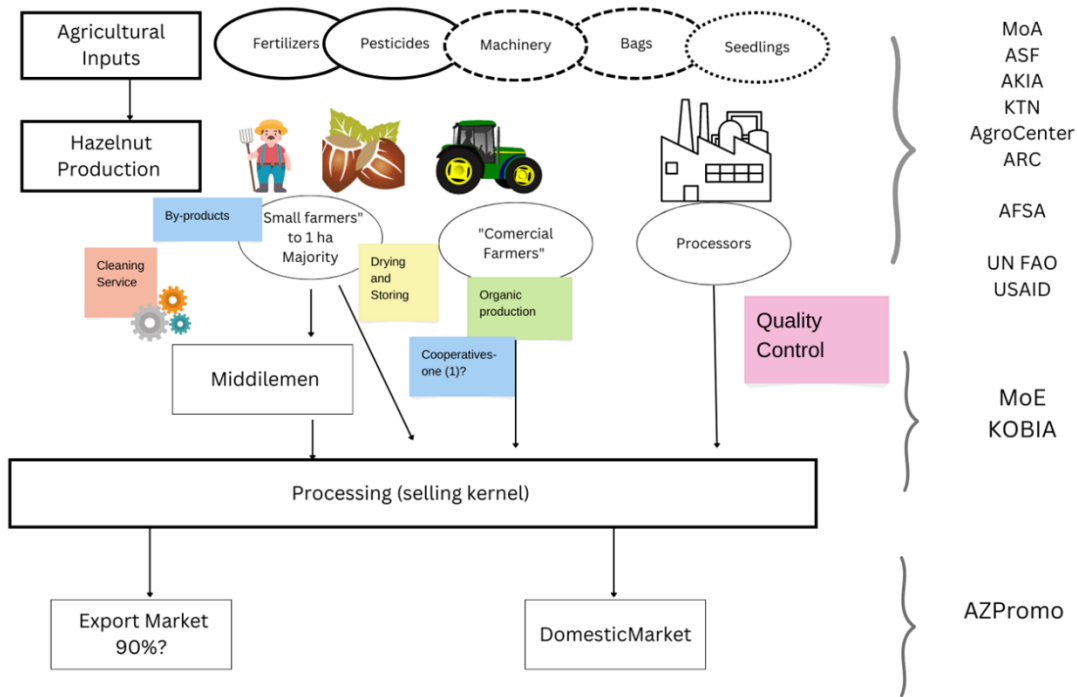 Agricultural
Inputs
Fertilizers
Pesticides
Machinery
Bags
Seedlings
Hazelnut
Production
By-products
Small farmers"
to 1 ha
Majority
Cleaning
Service
Drying
and
Storing
"Comercial
Farmers"
Organic
production
Cooperatives-
one (1)?
Processors
Quality
Control
Middilemen
Processing (selling kernel)
Export Market
90%?
DomesticMarket
MoA
ASF
AKIA
KTN
AgroCenter
ARC
AFSA
UN FAO
USAID
MoE
KOBIA
AZPromo